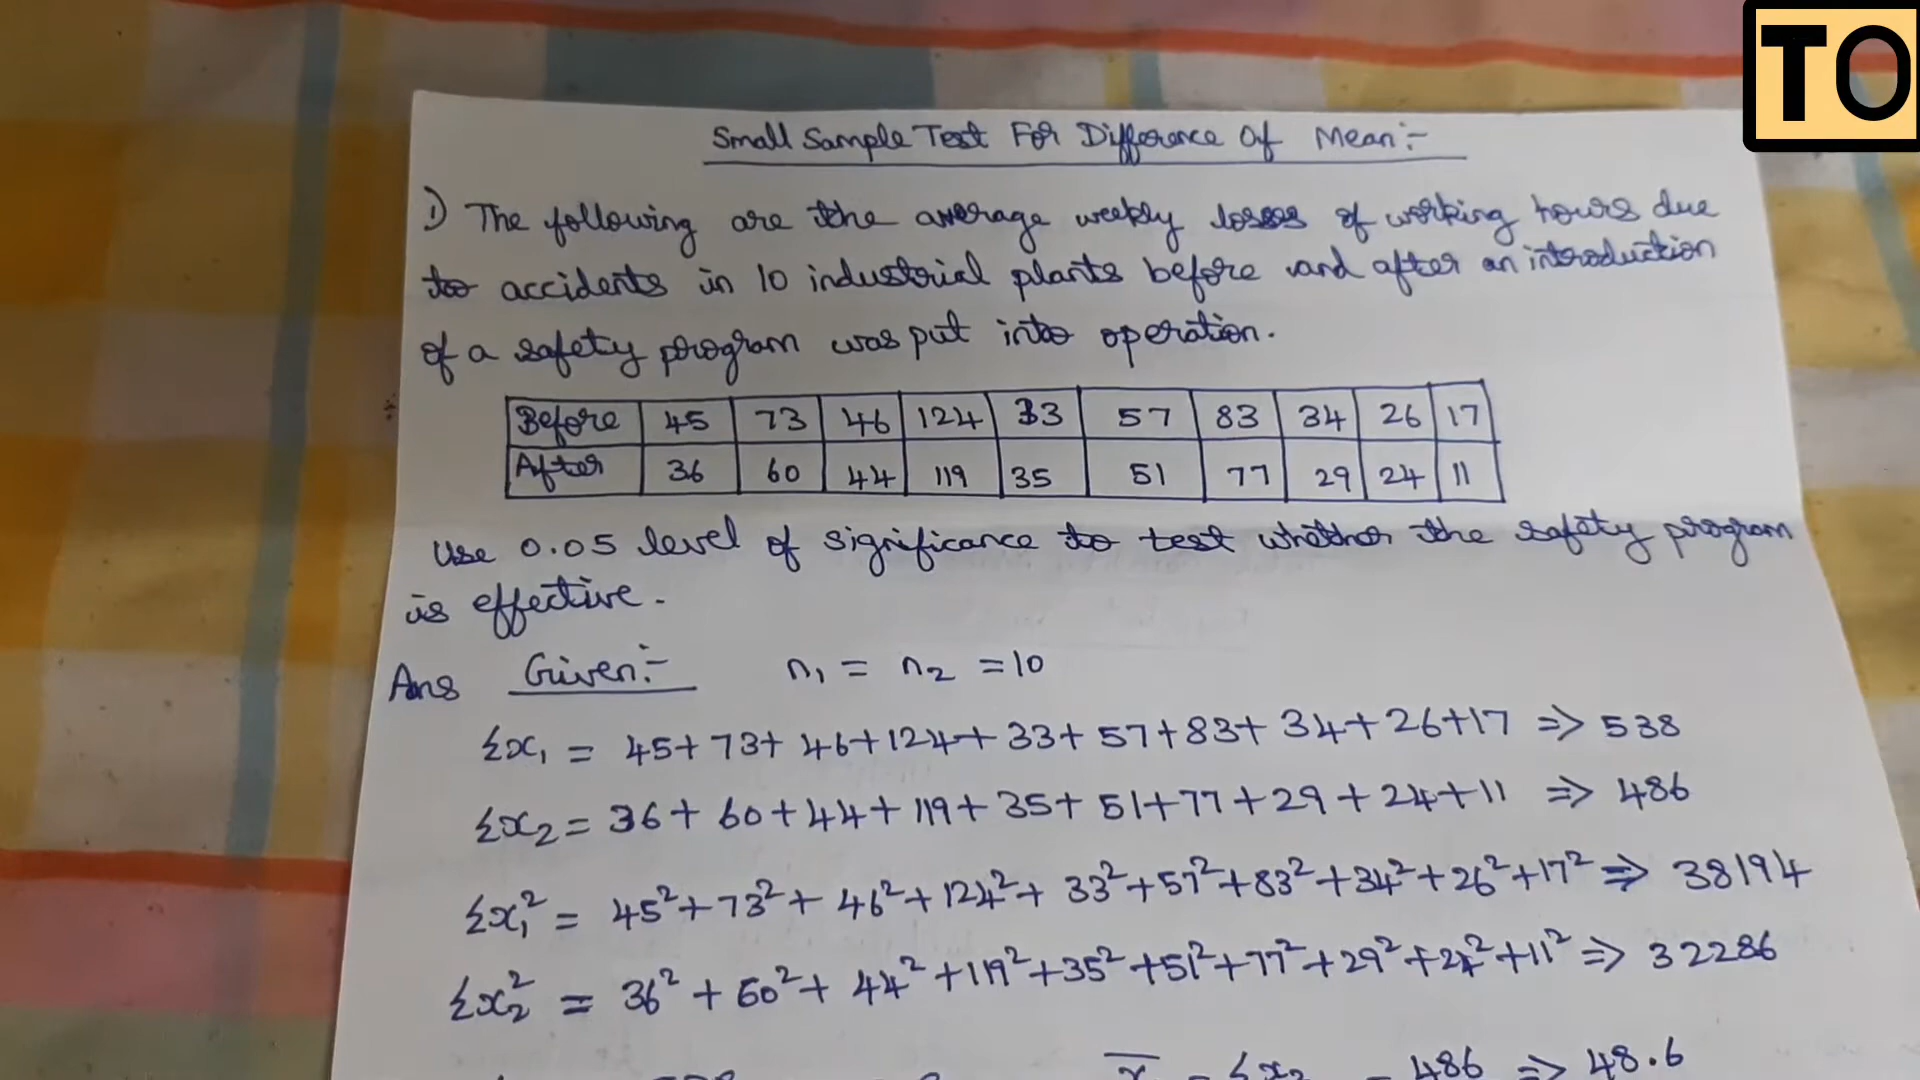 TO
Small Sample Test For Difference Of Mean:-
1) The following are the average weekly losses of working hours due
to accidents in 10 industrial plants before and after an introduction
of a safety program was put into operation.
Before 45 73 46 124 33 57 83 34 26 17
After 36 60 44 119 35 51 77 29 24 11
Use 0.05 level of significance to test whether the safety program
is effective.
Ans Given:- n₁ = n₂ = 10
Σx₁ = 45+73+46+124+33+57+83+34+26+17 => 538
Σx₂ = 36+60+44+119+35+51+77+29+24+11 => 486
Σx₁² = 45²+73²+46²+124²+33²+57²+83²+34²+26²+17² => 38194
Σx₂² = 36²+60²+44²+119²+35²+51²+77²+29²+24²+11² => 32286
= Σx₂ = 486 => 48.6